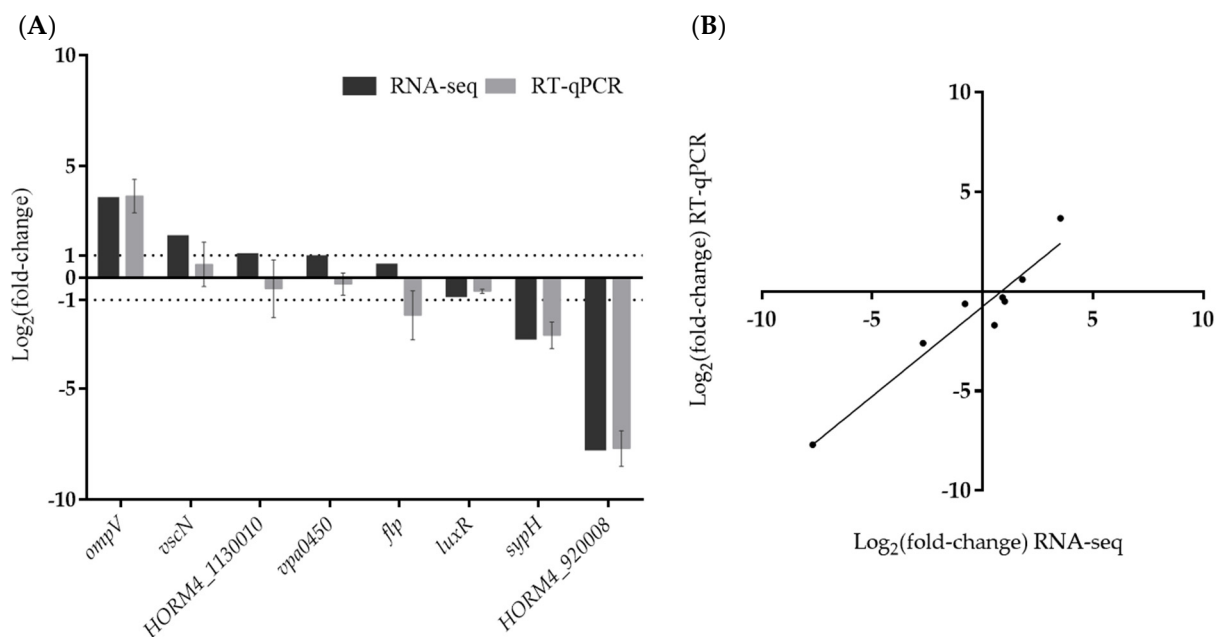 (A)
10
RNA-seq
RT-qPCR
5
1
0
-1
-5
-10
Log₂(fold-change)
ompV
vscN
HORM4_1130010
vpa0450
flp
luxR
sypH
HORM4_920008
(B)
10
5
-10
-5
5
10
-5
-10
Log₂(fold-change) RT-qPCR
Log₂(fold-change) RNA-seq